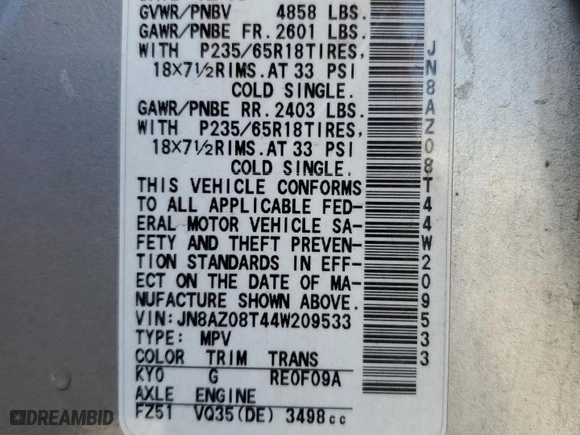 GVWR/PNBV 4858 LBS.
GAWR/PNBE FR. 2601 LBS.
WITH P235/65R18TIRES,
18×7½RIMS. AT 33 PSI
COLD SINGLE.
GAWR/PNBE RR. 2403 LBS.
WITH P235/65R18TIRES,
18×7½RIMS. AT 33 PSI
COLD SINGLE.
THIS VEHICLE CONFORMS
TO ALL APPLICABLE FED-
ERAL MOTOR VEHICLE SA-
FETY AND THEFT PREVEN-
TION STANDARDS IN EFF-
ECT ON THE DATE OF MA-
NUFACTURE SHOWN ABOVE.
VIN:JN8AZ08T44W209533
TYPE: MPV
COLOR TRIM TRANS
KY0 G RE0F09A
AXLE ENGINE
FZ51 VQ35(DE) 3498cc
JN8AZ08T44W209533
DREAMBID